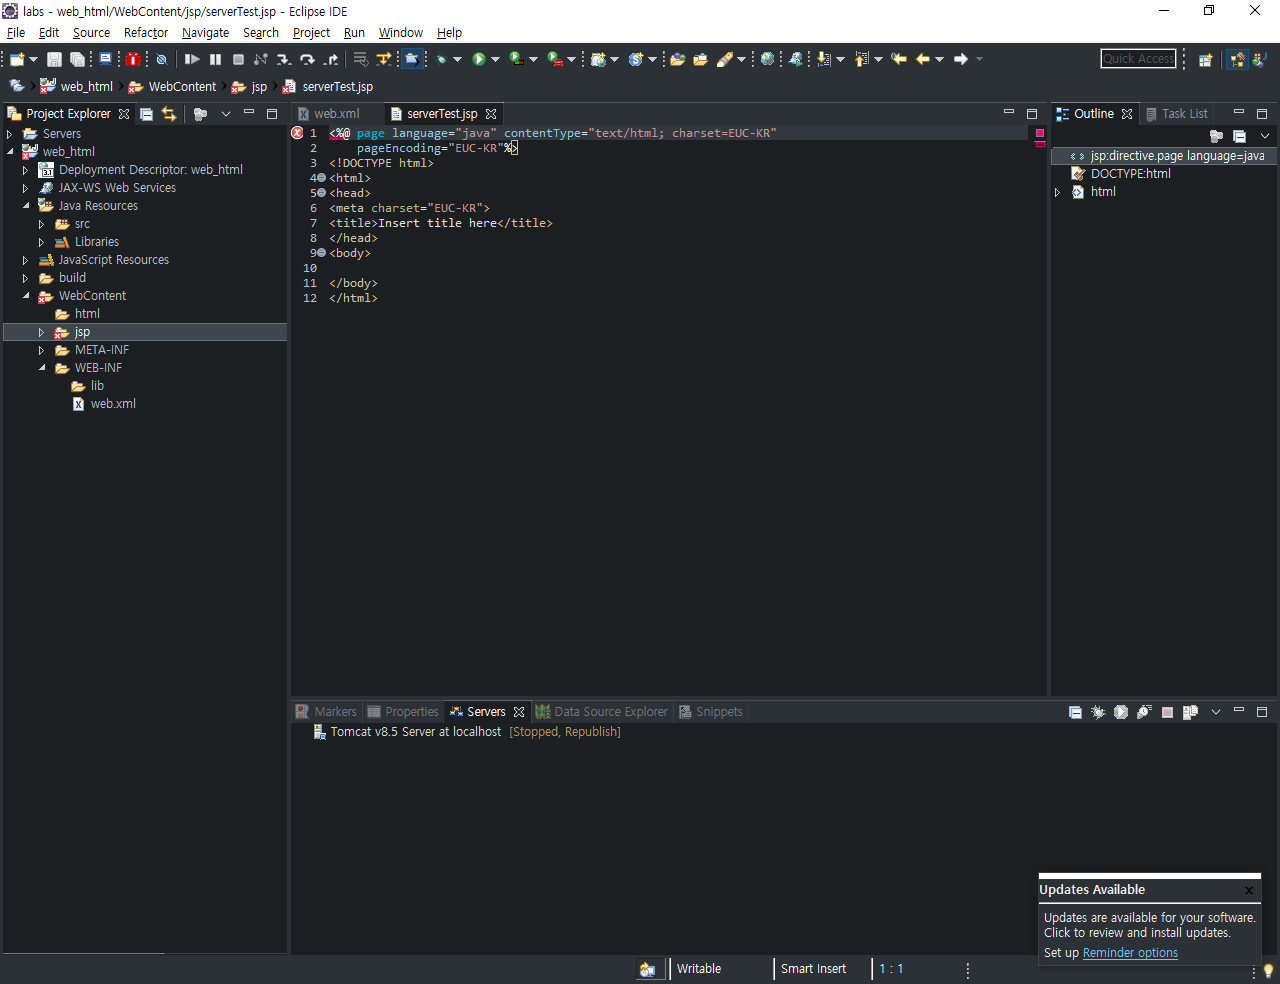 labs - web_html/WebContent/jsp/serverTest.jsp - Eclipse IDE
File Edit Source Refactor Navigate Search Project Run Window Help
Quick Access
web_html WebContent jsp serverTest.jsp
Project Explorer
Servers
web_html
Deployment Descriptor: web_html
JAX-WS Web Services
Java Resources
src
Libraries
JavaScript Resources
build
WebContent
html
jsp
META-INF
WEB-INF
lib
web.xml
web.xml serverTest.jsp
1 <%@ page language="java" contentType="text/html; charset=EUC-KR"
2 pageEncoding="EUC-KR"%>
3 <!DOCTYPE html>
4 <html>
5 <head>
6 <meta charset="EUC-KR">
7 <title>Insert title here</title>
8 </head>
9 <body>
10
11 </body>
12 </html>
Outline Task List
jsp:directive.page language=java
DOCTYPE:html
html
Markers Properties Servers Data Source Explorer Snippets
Tomcat v8.5 Server at localhost [Stopped, Republish]
Updates Available
Updates are available for your software.
Click to review and install updates.
Set up Reminder options
Writable Smart Insert 1 : 1